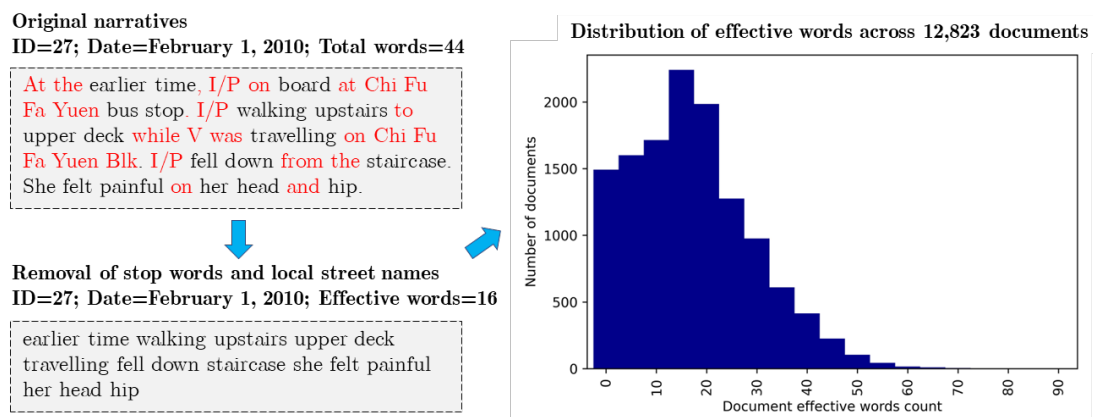 Original narratives
ID=27; Date=February 1, 2010; Total words=44
At the earlier time, I/P on board at Chi Fu
Fa Yuen bus stop. I/P walking upstairs to
upper deck while V was travelling on Chi Fu
Fa Yuen Blk. I/P fell down from the staircase.
She felt painful on her head and hip.
Removal of stop words and local street names
ID=27; Date=February 1, 2010; Effective words=16
earlier time walking upstairs upper deck
travelling fell down staircase she felt painful
her head hip
Distribution of effective words across 12,823 documents
Number of documents
2000
1500
1000
500
0
0 10 20 30 40 50 60 70 80 90
Document effective words count